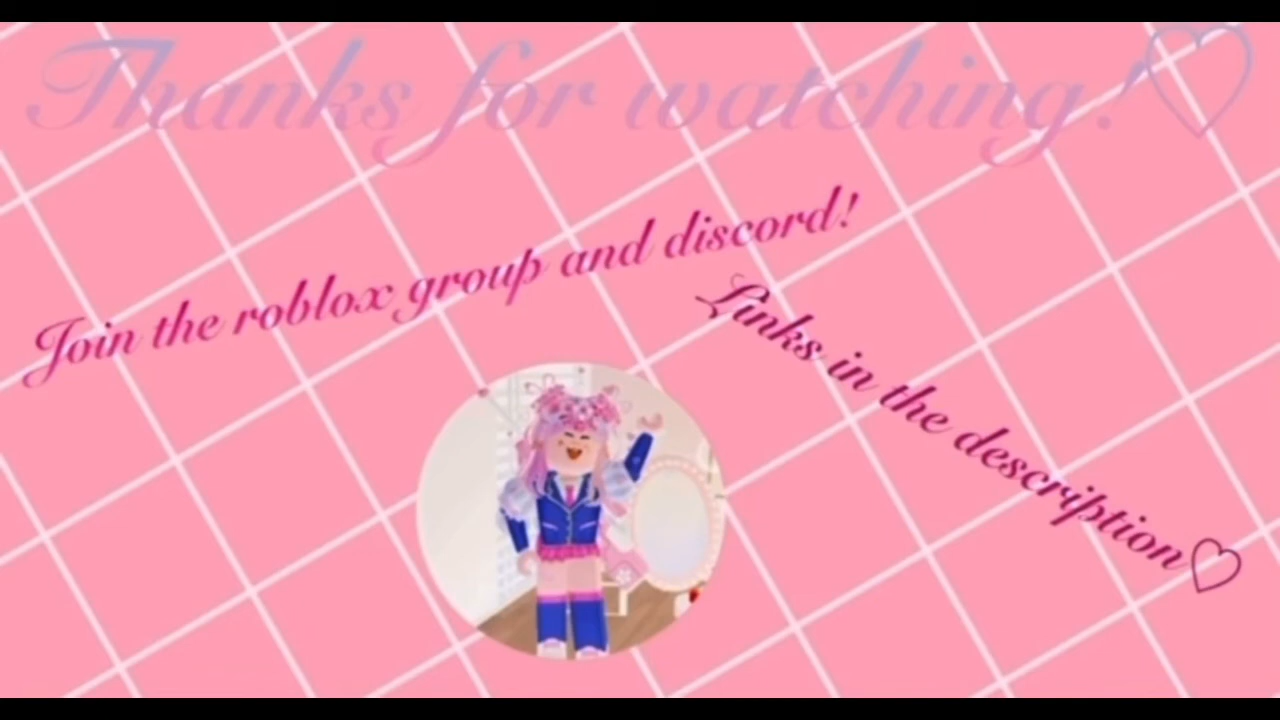 Thanks for watching!♡
Join the roblox group and discord!
Links in the description♡